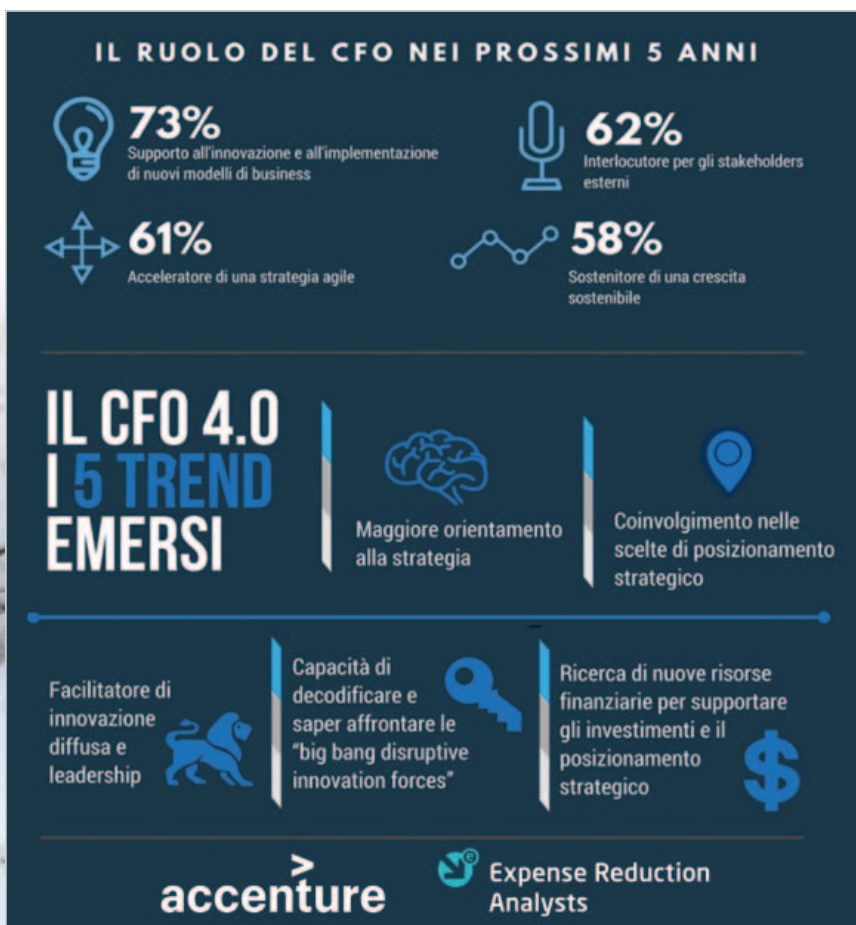 IL RUOLO DEL CFO NEI PROSSIMI 5 ANNI
73%
Supporto all'innovazione e all'implementazione
di nuovi modelli di business
62%
Interlocutore per gli stakeholders
esterni
61%
Acceleratore di una strategia agile
58%
Sostenitore di una crescita
sostenibile
IL CFO 4.0
I 5 TREND
EMERSI
Maggiore orientamento
alla strategia
Coinvolgimento nelle
scelte di posizionamento
strategico
Facilitatore di
innovazione
diffusa e
leadership
Capacità di
decodificare e
saper affrontare le
"big bang disruptive
innovation forces"
Ricerca di nuove risorse
finanziarie per supportare
gli investimenti e il
posizionamento
strategico
$
accenture
e
Expense Reduction
Analysts